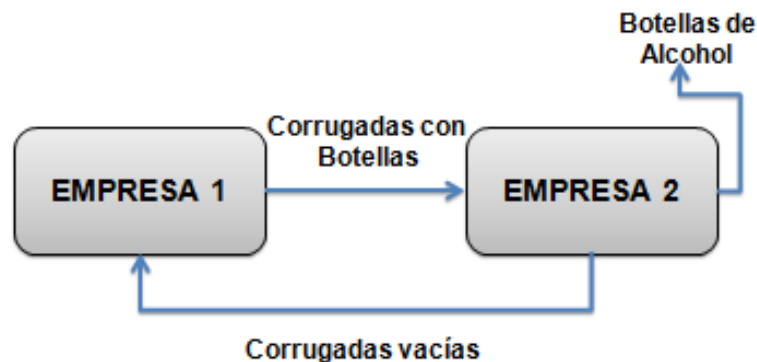 Botellas de
Alcohol
Corrugadas con
Botellas
EMPRESA 1
EMPRESA 2
Corrugadas vacías